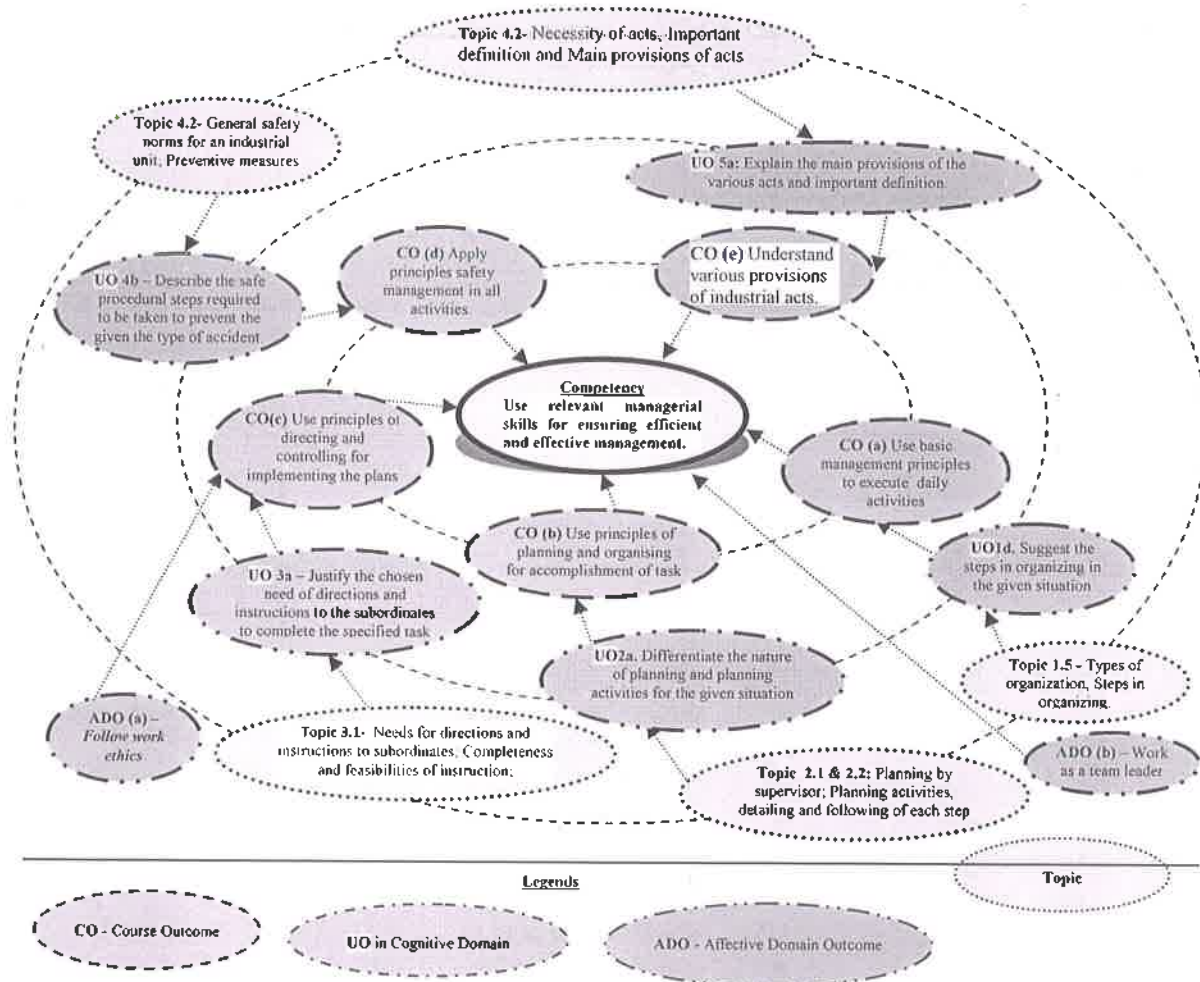 Topic 4.2- Necessity of acts, Important
definition and Main provisions of acts
Topic 4.2- General safety
norms for an industrial
unit; Preventive measures
UO 5a: Explain the main provisions of the
various acts and important definition.
CO (d) Apply
principles safety
management in all
activities.
CO (e) Understand
various provisions
of industrial acts.
UO 4b – Describe the safe
procedural steps required
to be taken to prevent the
given the type of accident
Competency
Use relevant managerial
skills for ensuring efficient
and effective management.
CO(c) Use principles of
directing and
controlling for
implementing the plans
CO (a) Use basic
management principles
to execute daily
activities
CO (b) Use principles of
planning and organising
for accomplishment of task
UO1d. Suggest the
steps in organizing in
the given situation
UO 3a – Justify the chosen
need of directions and
instructions to the subordinates
to complete the specified task
UO2a. Differentiate the nature
of planning and planning
activities for the given situation
Topic 1.5 - Types of
organization, Steps in
organizing.
ADO (a) –
Follow work
ethics
Topic 3.1- Needs for directions and
instructions to subordinates; Completeness
and feasibilities of instruction;
ADO (b) – Work
as a team leader
Topic 2.1 & 2.2: Planning by
supervisor; Planning activities,
detailing and following of each step
Legends
Topic
CO - Course Outcome
UO in Cognitive Domain
ADO - Affective Domain Outcome